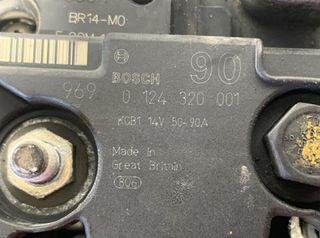 BR14-M0
BOSCH 90
969 0 124 320 001
KCB1 14V 50-90A
Made in
Great Britain
806